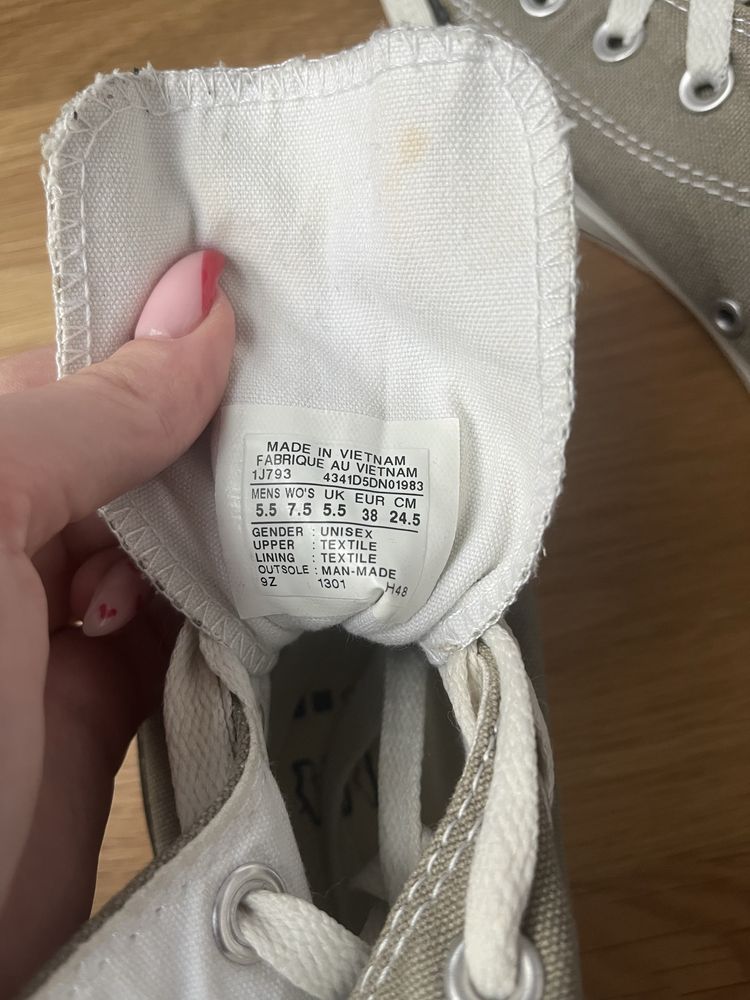 MADE IN VIETNAM
FABRIQUE AU VIETNAM
1J793 4341D5DN01983
MENS WO'S UK EUR CM
5.5 7.5 5.5 38 24.5
GENDER : UNISEX
UPPER : TEXTILE
LINING : TEXTILE
OUTSOLE : MAN-MADE
9Z 1301 H48